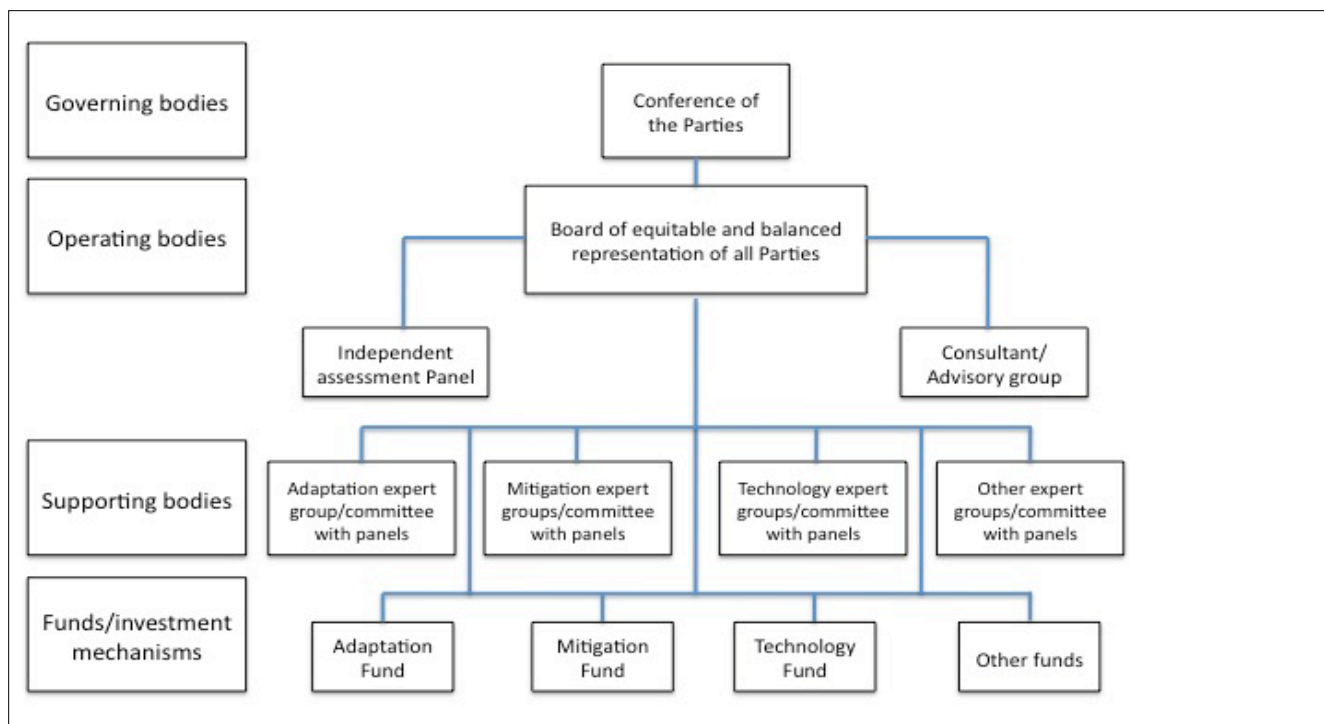 Governing bodies
Conference of
the Parties
Operating bodies
Board of equitable and balanced
representation of all Parties
Independent
assessment Panel
Consultant/
Advisory group
Supporting bodies
Adaptation expert
group/committee
with panels
Mitigation expert
groups/committee
with panels
Technology expert
groups/committee
with panels
Other expert
groups/committee
with panels
Funds/investment
mechanisms
Adaptation
Fund
Mitigation
Fund
Technology
Fund
Other funds